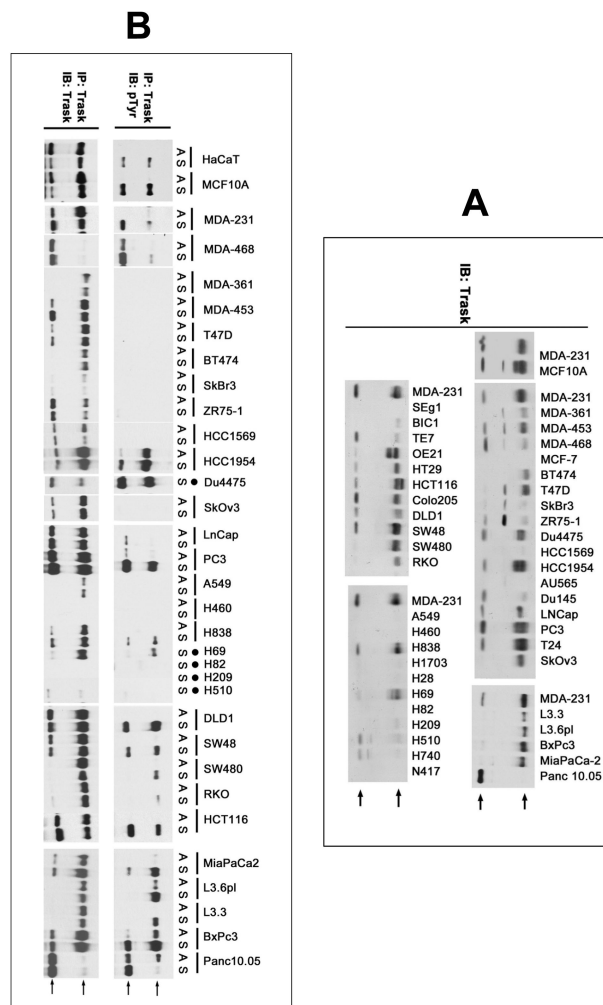 B
A
IB: Trask
IP: Trask
IB: pTyr
IP: Trask
A
S
HaCaT
A
S
MCF10A
A
S
MDA-231
A
S
MDA-468
A
S
MDA-361
A
S
MDA-453
A
S
T47D
A
S
BT474
A
S
SkBr3
A
S
ZR75-1
A
S
HCC1569
A
S
HCC1954
S
Du4475
A
S
SkOv3
A
S
LnCap
A
S
PC3
A
S
A549
A
S
H460
A
S
H838
S
H69
S
H82
S
H209
S
H510
A
S
DLD1
A
S
SW48
A
S
SW480
A
S
RKO
A
S
HCT116
A
S
MiaPaCa2
A
S
L3.6pl
A
S
L3.3
A
S
BxPc3
A
S
Panc10.05
IB: Trask
MDA-231
SEg1
BIC1
TE7
OE21
HT29
HCT116
Colo205
DLD1
SW48
SW480
RKO
MDA-231
A549
H460
H838
H1703
H28
H69
H82
H209
H510
H740
N417
MDA-231
MCF10A
MDA-231
MDA-361
MDA-453
MDA-468
MCF-7
BT474
T47D
SkBr3
ZR75-1
Du4475
HCC1569
HCC1954
AU565
Du145
LNCap
PC3
T24
SkOv3
MDA-231
L3.3
L3.6pl
BxPc3
MiaPaCa-2
Panc 10.05